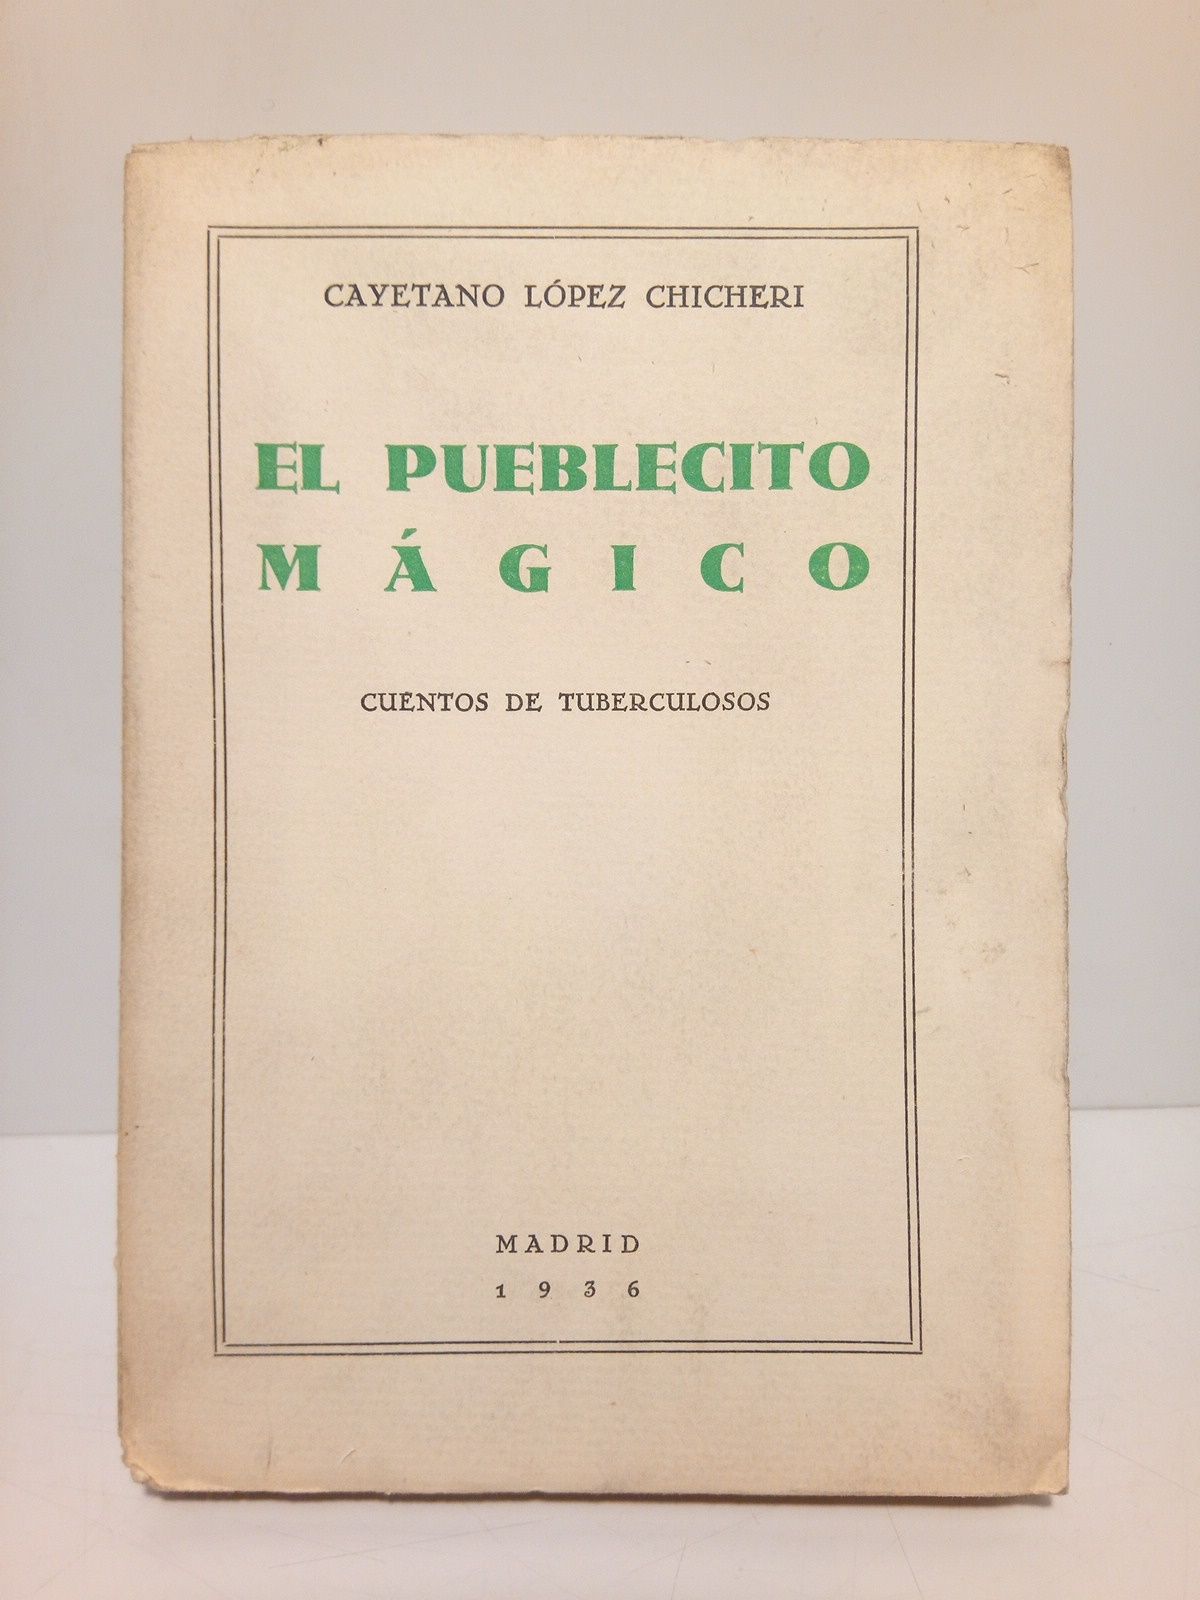 CAYETANO LÓPEZ CHICHERI
EL PUEBLECITO
MÁGICO
CUENTOS DE TUBERCULOSOS
MADRID
1936